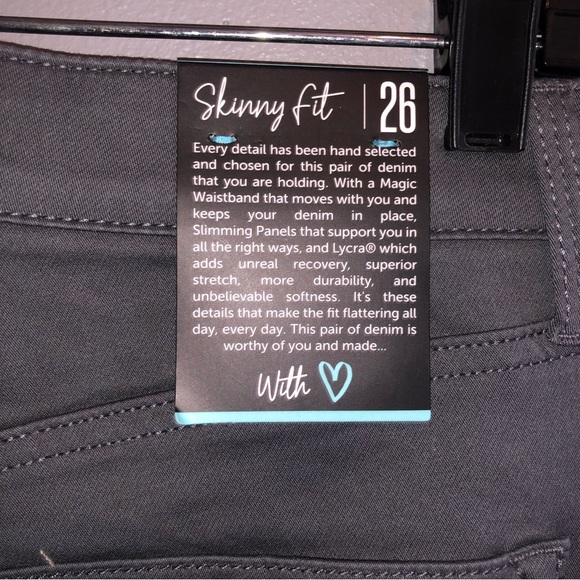 Skinny fit | 26
Every detail has been hand selected
and chosen for this pair of denim
that you are holding. With a Magic
Waistband that moves with you and
keeps your denim in place,
Slimming Panels that support you in
all the right ways, and Lycra® which
adds unreal recovery, superior
stretch, more durability, and
unbelievable softness. It's these
details that make the fit flattering all
day, every day. This pair of denim is
worthy of you and made...
With ♡